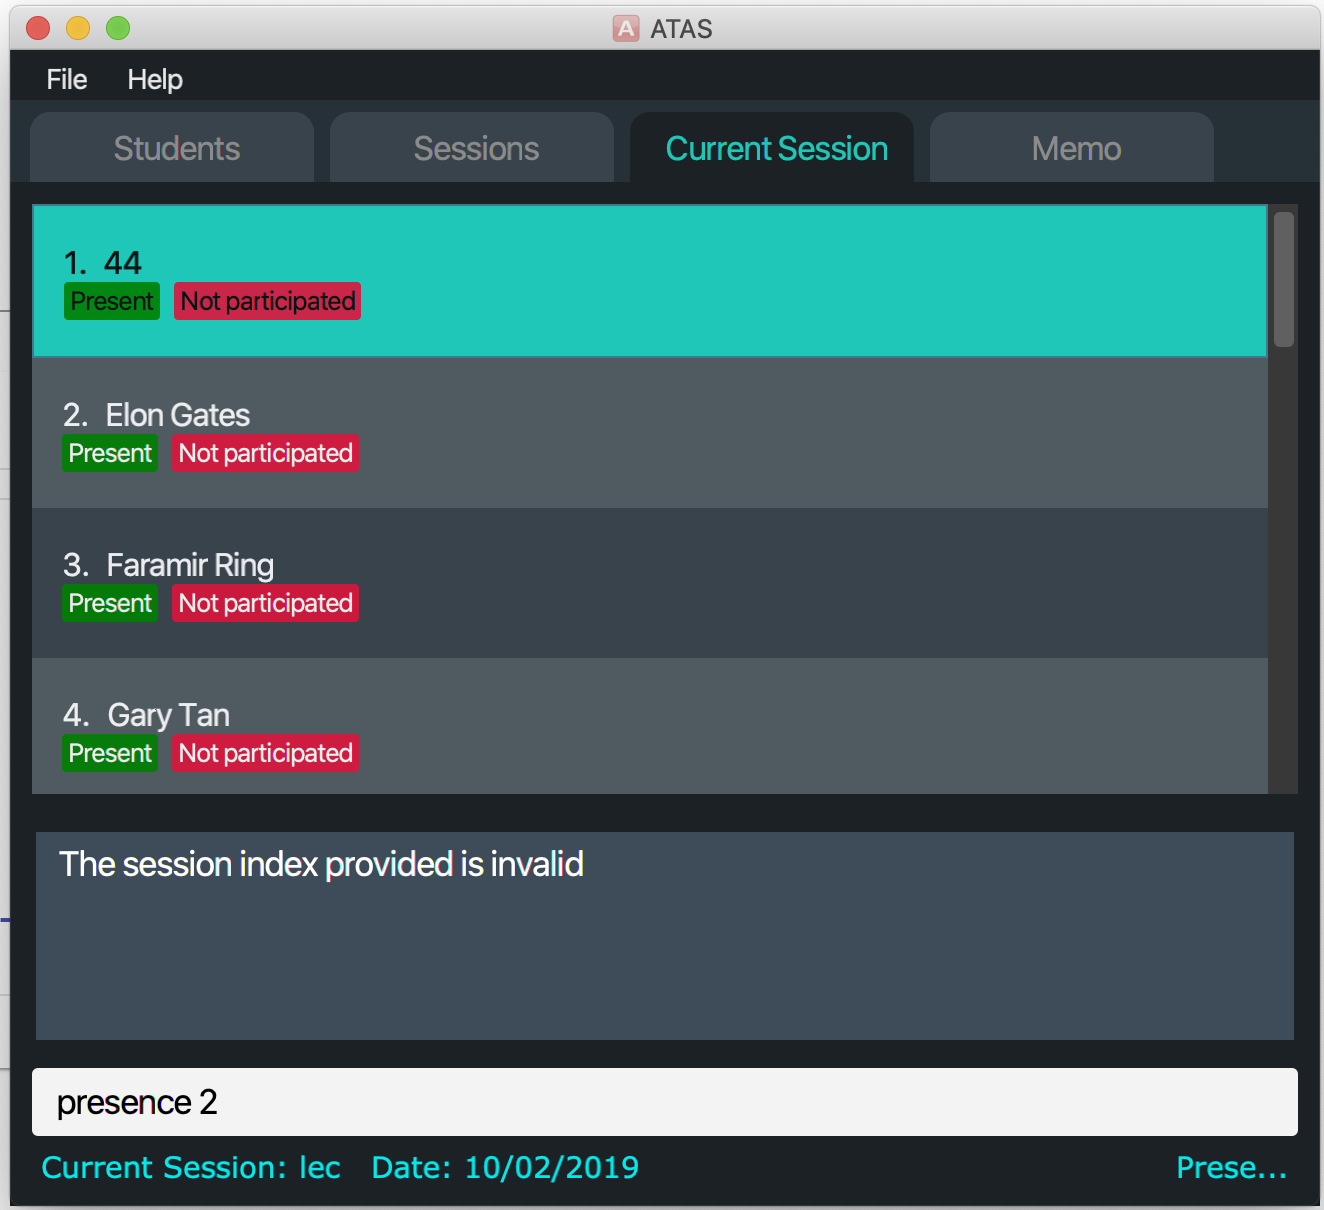 A ATAS
File Help
Students Sessions Current Session Memo
1. 44
Present Not participated
2. Elon Gates
Present Not participated
3. Faramir Ring
Present Not participated
4. Gary Tan
Present Not participated
The session index provided is invalid
presence 2
Current Session: lec Date: 10/02/2019 Prese...